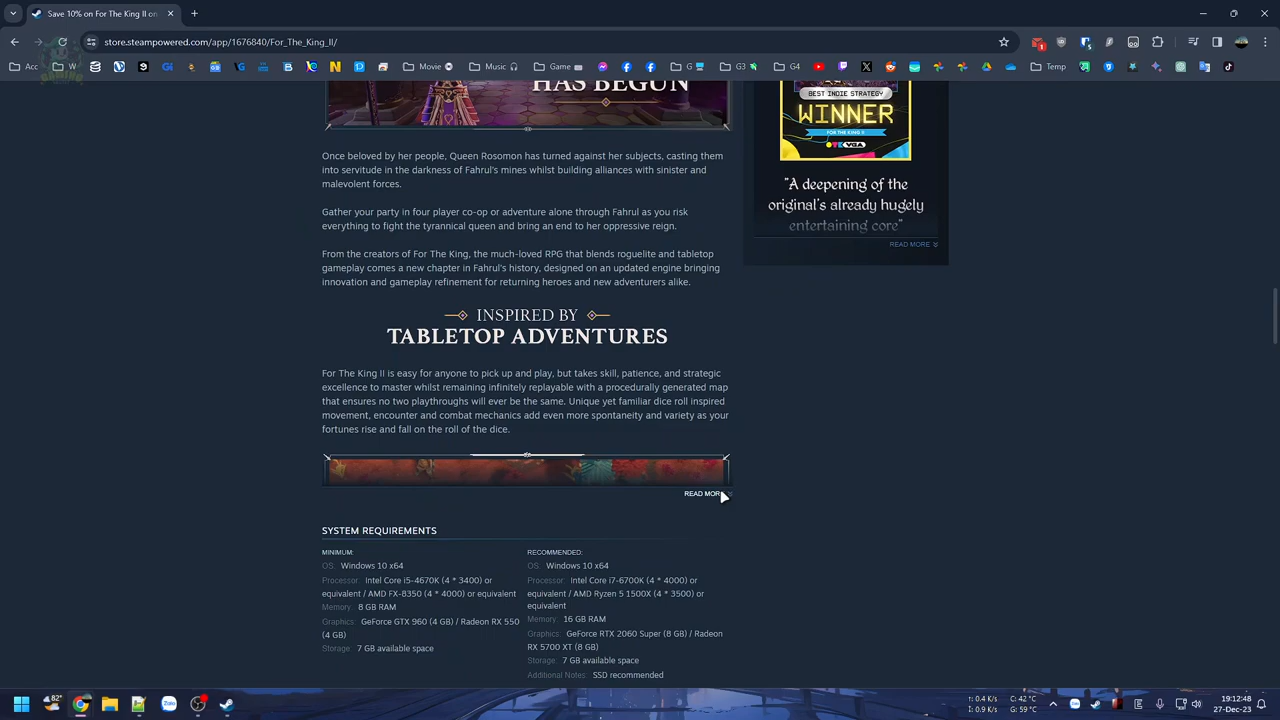 Save 10% on For The King II on
store.steampowered.com/app/1676840/For_The_King_II/
Acc
W
G
Movie
Music
Game
G
G3
G4
Temp
GAMING
HAS BEGUN
BEST INDIE STRATEGY
WINNER
FOR THE KING II
VGA
"A deepening of the
original's already hugely
entertaining core"
READ MORE
Once beloved by her people, Queen Rosomon has turned against her subjects, casting them
into servitude in the darkness of Fahrul's mines whilst building alliances with sinister and
malevolent forces.
Gather your party in four player co-op or adventure alone through Fahrul as you risk
everything to fight the tyrannical queen and bring an end to her oppressive reign.
From the creators of For The King, the much-loved RPG that blends roguelite and tabletop
gameplay comes a new chapter in Fahrul's history, designed on an updated engine bringing
innovation and gameplay refinement for returning heroes and new adventurers alike.
INSPIRED BY
TABLETOP ADVENTURES
For The King II is easy for anyone to pick up and play, but takes skill, patience, and strategic
excellence to master whilst remaining infinitely replayable with a procedurally generated map
that ensures no two playthroughs will ever be the same. Unique yet familiar dice roll inspired
movement, encounter and combat mechanics add even more spontaneity and variety as your
fortunes rise and fall on the roll of the dice.
READ MOR
SYSTEM REQUIREMENTS
MINIMUM:
OS: Windows 10 x64
Processor: Intel Core i5-4670K (4 * 3400) or
equivalent / AMD FX-8350 (4 * 4000) or equivalent
Memory: 8 GB RAM
Graphics: GeForce GTX 960 (4 GB) / Radeon RX 550
(4 GB)
Storage: 7 GB available space
RECOMMENDED:
OS: Windows 10 x64
Processor: Intel Core i7-6700K (4 * 4000) or
equivalent / AMD Ryzen 5 1500X (4 * 3500) or
equivalent
Memory: 16 GB RAM
Graphics: GeForce RTX 2060 Super (8 GB) / Radeon
RX 5700 XT (8 GB)
Storage: 7 GB available space
Additional Notes: SSD recommended
82°
Zalo
↑: 0.4 K/s
↓: 0.9 K/s
C: 42 °C
G: 59 °C
19:12:48
27-Dec-23